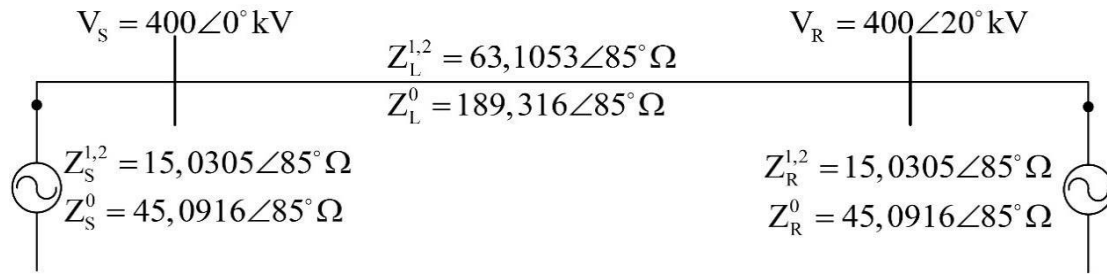 V_S = 400∠0° kV
V_R = 400∠20° kV
Z_L^{1,2} = 63,1053∠85° Ω
Z_L^0 = 189,316∠85° Ω
Z_S^{1,2} = 15,0305∠85° Ω
Z_S^0 = 45,0916∠85° Ω
Z_R^{1,2} = 15,0305∠85° Ω
Z_R^0 = 45,0916∠85° Ω